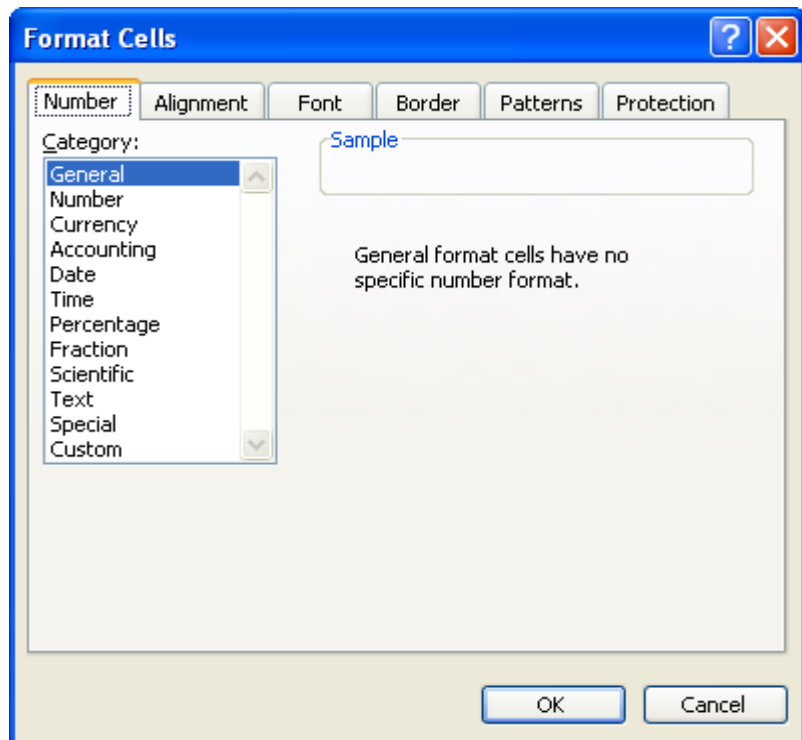 Format Cells
Number Alignment Font Border Patterns Protection
Category:
Sample
General
Number
Currency
Accounting
Date
Time
Percentage
Fraction
Scientific
Text
Special
Custom
General format cells have no
specific number format.
OK Cancel